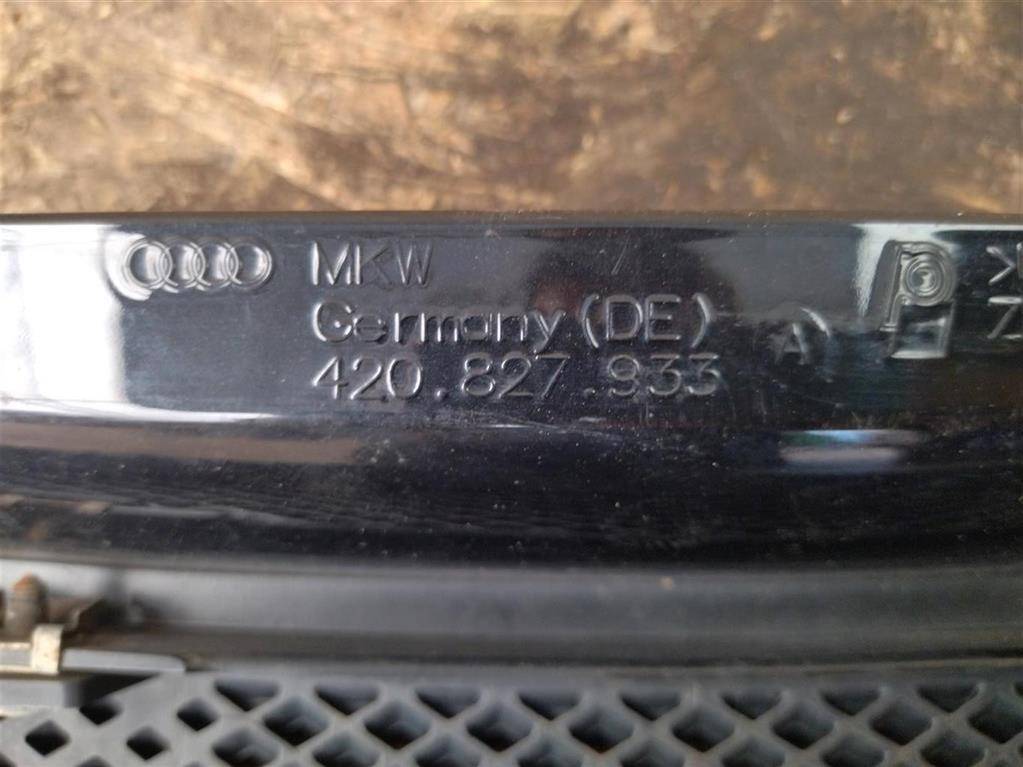 MKW
Germany (DE)
420.827.933
A